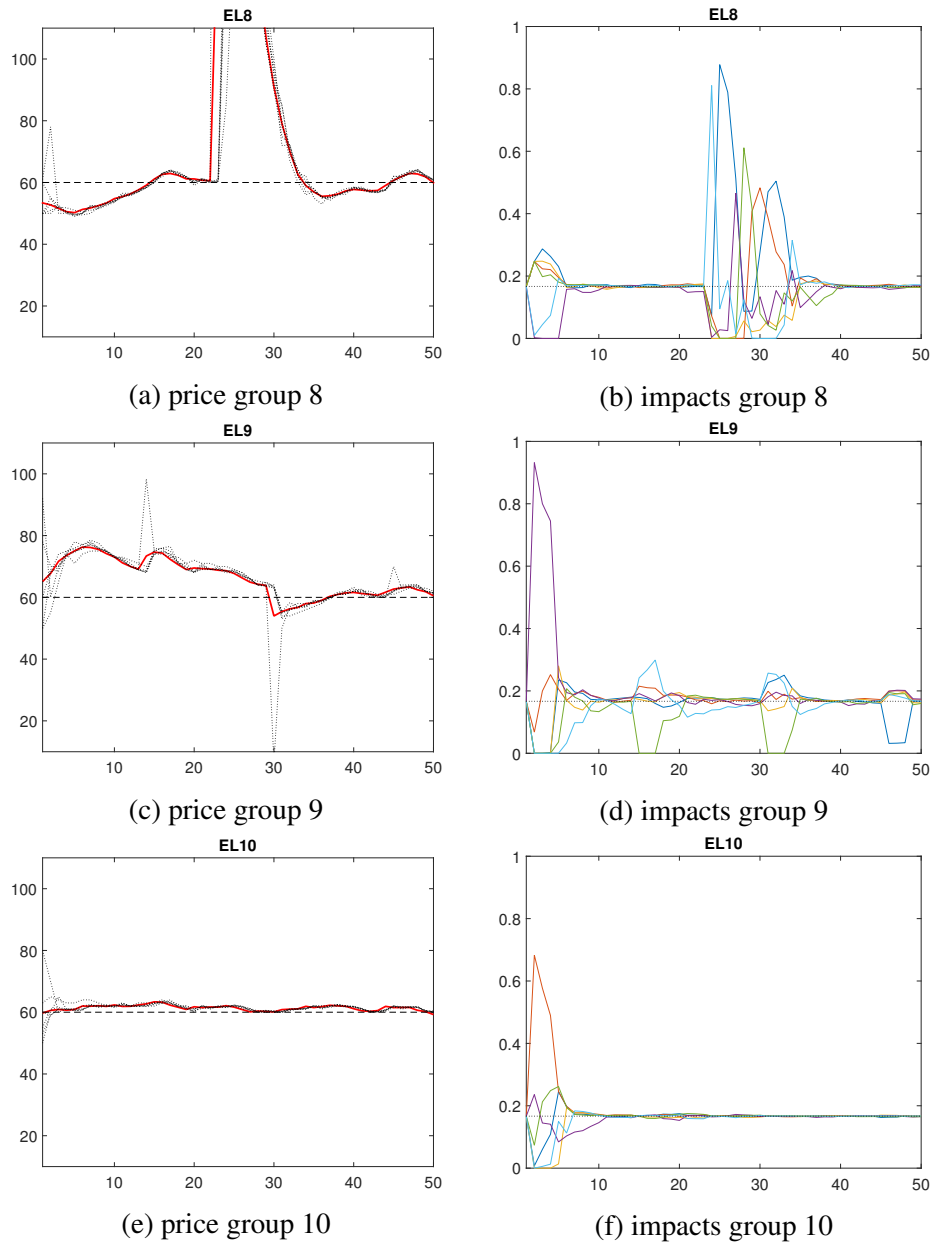 EL8
100
80
60
40
20
10 20 30 40 50
(a) price group 8
EL8
1
0.8
0.6
0.4
0.2
0
10 20 30 40 50
(b) impacts group 8
EL9
100
80
60
40
20
10 20 30 40 50
(c) price group 9
EL9
1
0.8
0.6
0.4
0.2
0
10 20 30 40 50
(d) impacts group 9
EL10
100
80
60
40
20
10 20 30 40 50
(e) price group 10
EL10
1
0.8
0.6
0.4
0.2
0
10 20 30 40 50
(f) impacts group 10